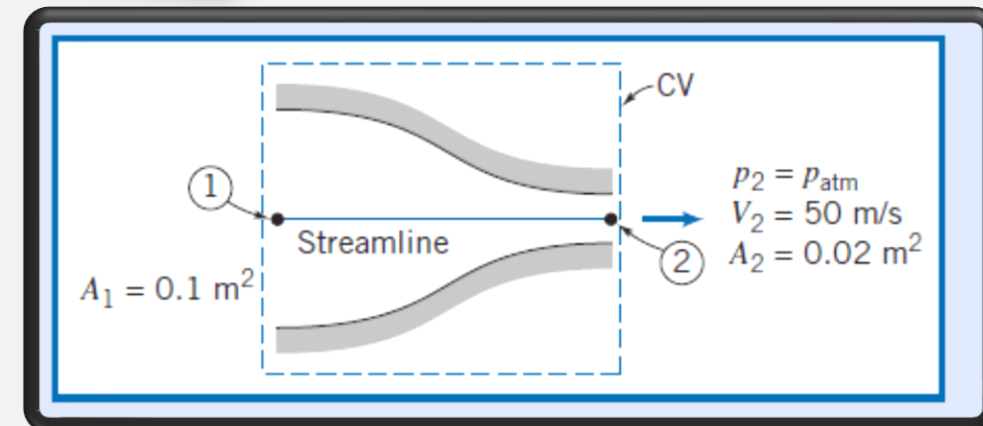 CV
1
p₂ = pₐₜₘ
V₂ = 50 m/s
A₂ = 0.02 m²
Streamline
2
A₁ = 0.1 m²